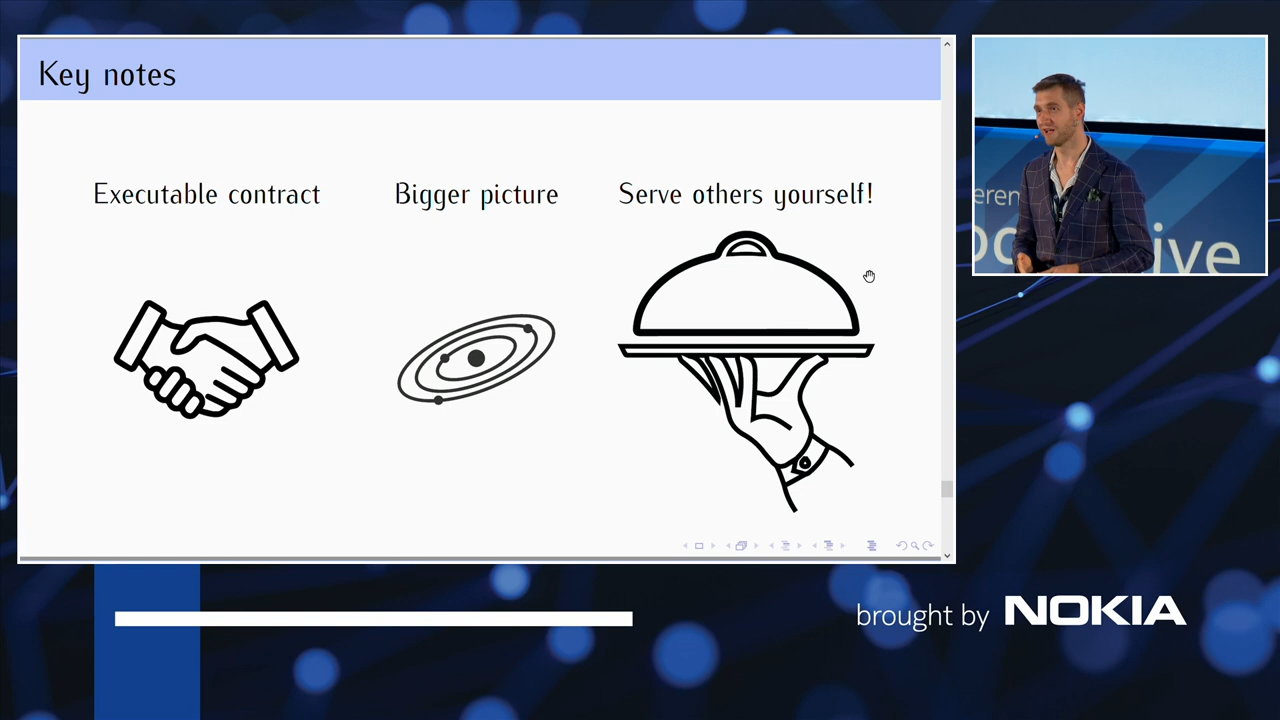 Key notes
Executable contract
Bigger picture
Serve others yourself!
brought by NOKIA